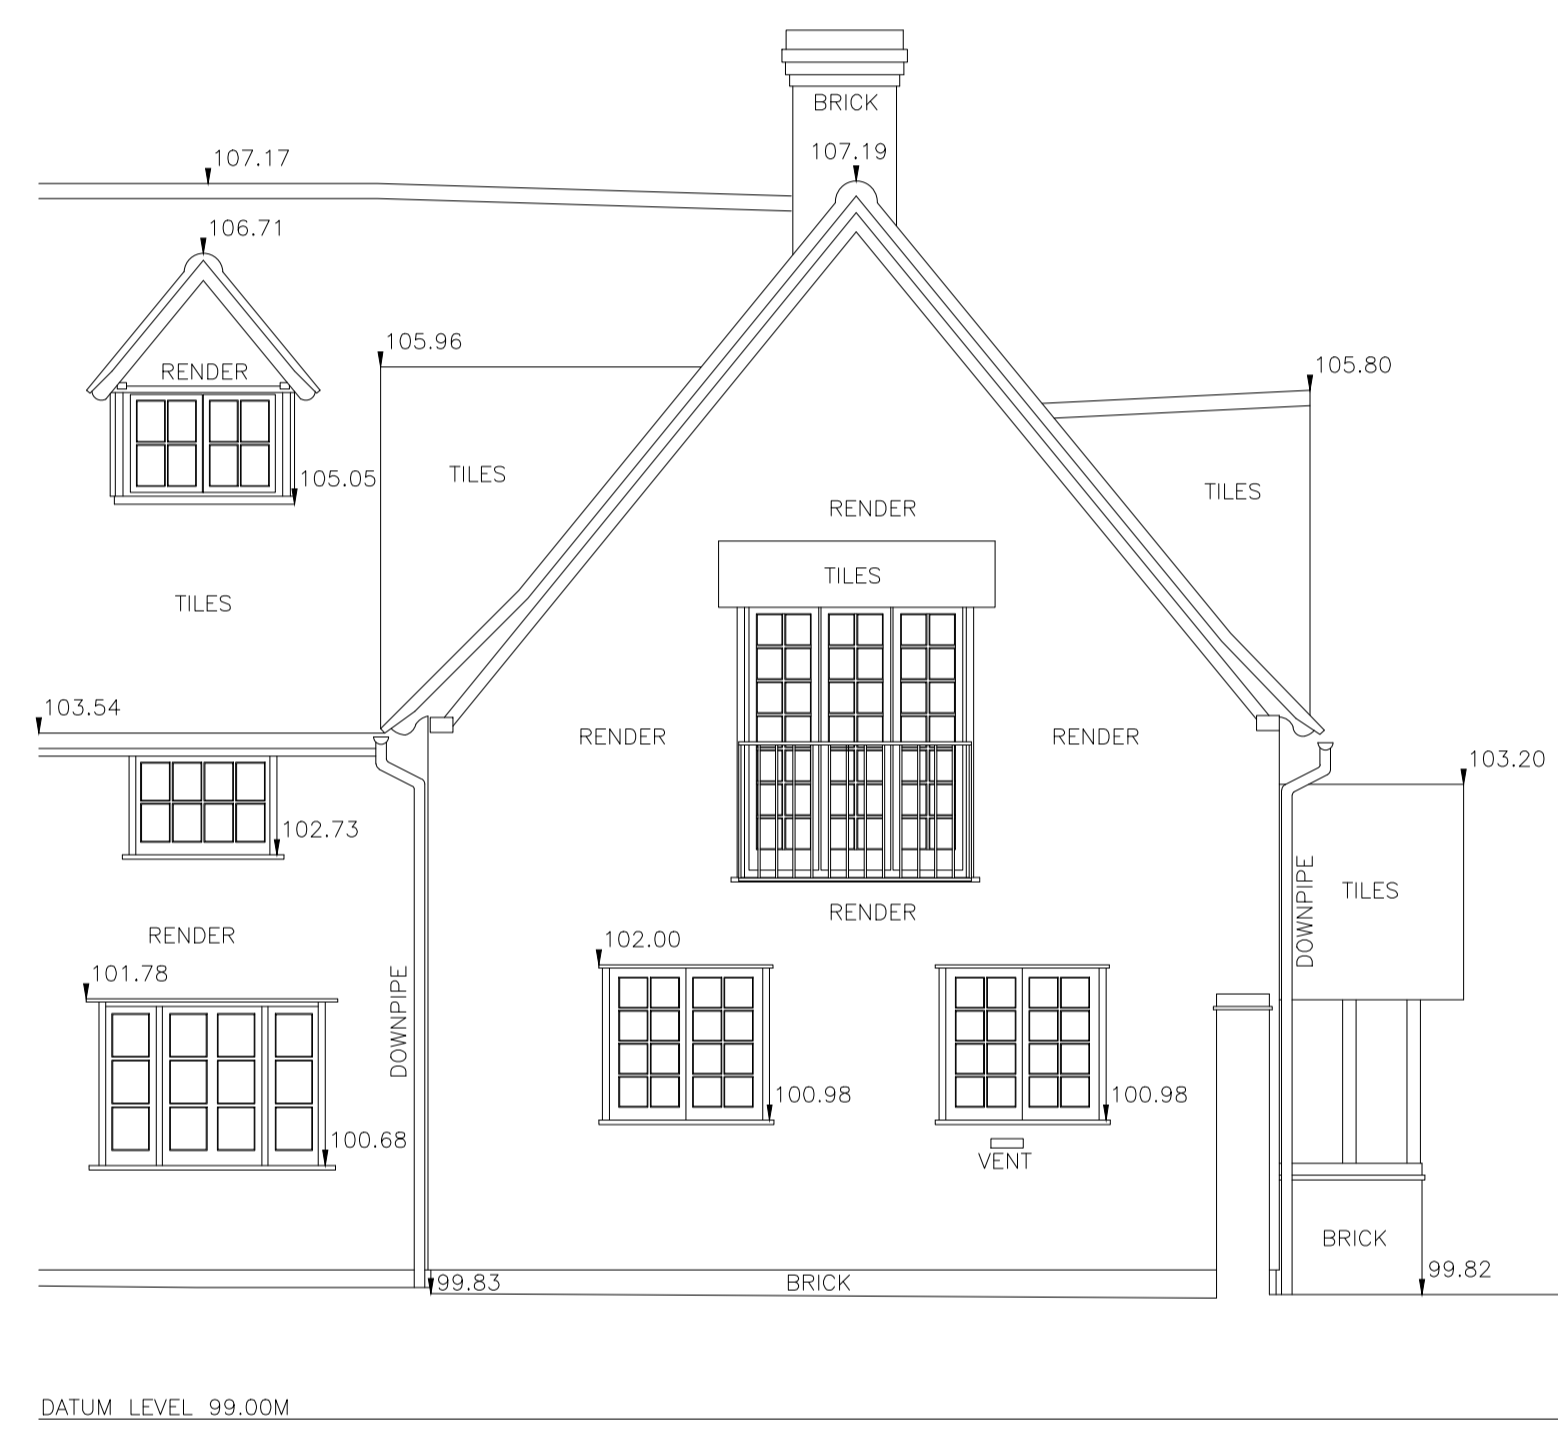 BRICK
107.19
107.17
106.71
105.96
105.80
RENDER
TILES
105.05
TILES
RENDER
TILES
TILES
103.54
RENDER
RENDER
103.20
102.73
DOWNPIPE
TILES
RENDER
RENDER
102.00
101.78
DOWNPIPE
100.98
100.98
100.68
VENT
BRICK
99.82
99.83
BRICK
DATUM LEVEL 99.00M